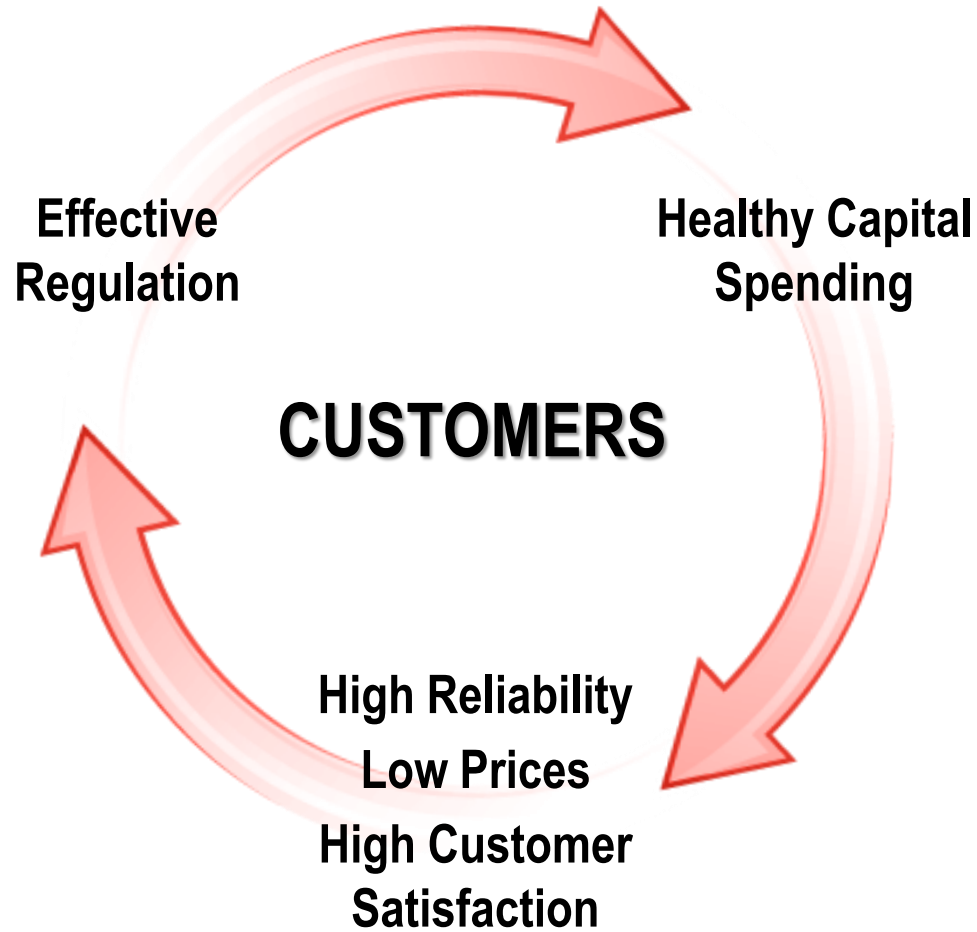 Effective
Regulation
Healthy Capital
Spending
CUSTOMERS
High Reliability
Low Prices
High Customer
Satisfaction